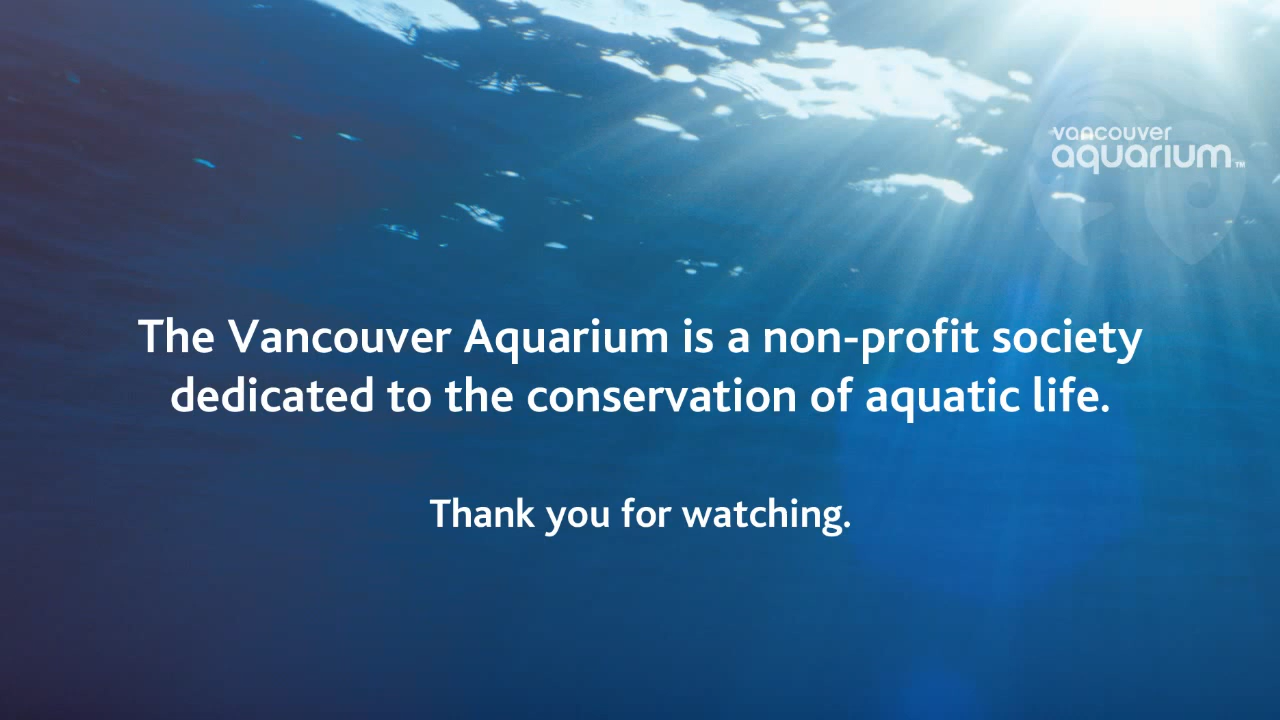 vancouver
aquarium™
The Vancouver Aquarium is a non-profit society
dedicated to the conservation of aquatic life.
Thank you for watching.